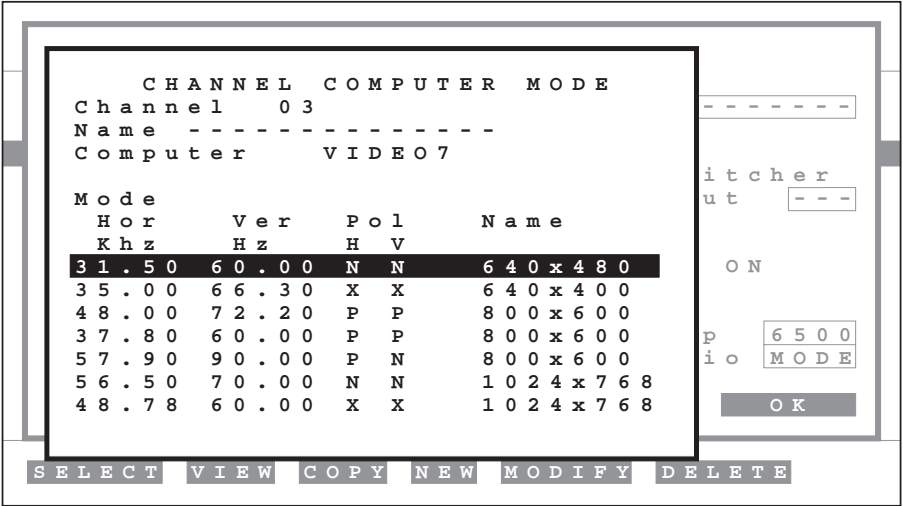 CHANNEL COMPUTER MODE
Channel 03
Name --------------
Computer VIDEO7
Mode
Hor Ver Pol Name
Khz Hz H V
31.50 60.00 N N 640x480
35.00 66.30 X X 640x400
48.00 72.20 P P 800x600
37.80 60.00 P P 800x600
57.90 90.00 P N 800x600
56.50 70.00 N N 1024x768
48.78 60.00 X X 1024x768
-------
itcher
ut ---
ON
p 6500
io MODE
OK
SELECT VIEW COPY NEW MODIFY DELETE